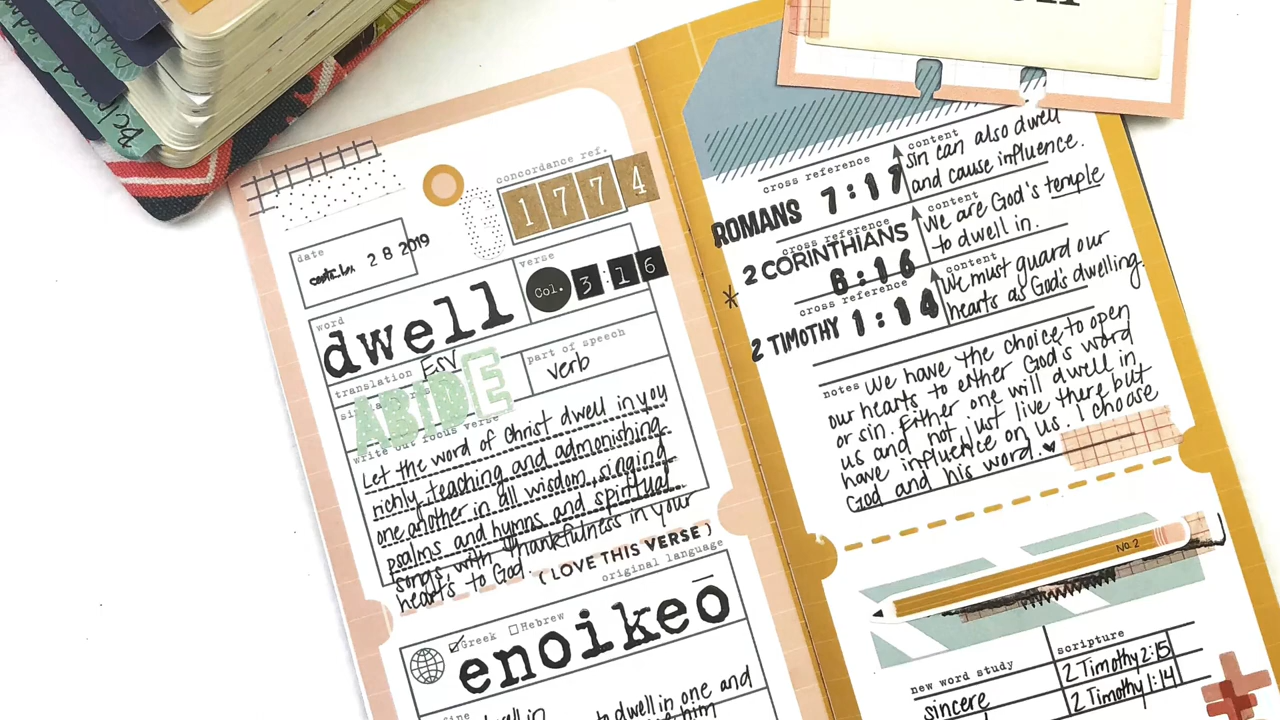 Beloved
date
28 2019
concordance ref.
1774
word
dwell
verse
Col. 3:16
translation
ESV
part of speech
verb
ABIDE
write out focus verse
Let the word of Christ dwell in you
richly, teaching and admonishing
one another in all wisdom, singing
psalms and hymns and spiritual
songs, with thankfulness in your
hearts to God.
(LOVE THIS VERSE)
original language
Greek
Hebrew
enoikeō
dwell in
to dwell in one and
him
cross reference
ROMANS 7:17
content
sin can also dwell
and cause influence.
cross reference
2 CORINTHIANS
6:16
content
We are God's temple
to dwell in.
*
cross reference
2 TIMOTHY 1:14
content
We must guard our
hearts as God's dwelling.
notes
We have the choice to open
our hearts to either God's word
or sin. Either one will dwell in
us and not just live there but
have influence on us. I choose
God and his word. ♥
No. 2
new word study
scripture
sincere
2 Timothy 2:15
2 Timothy 1:14